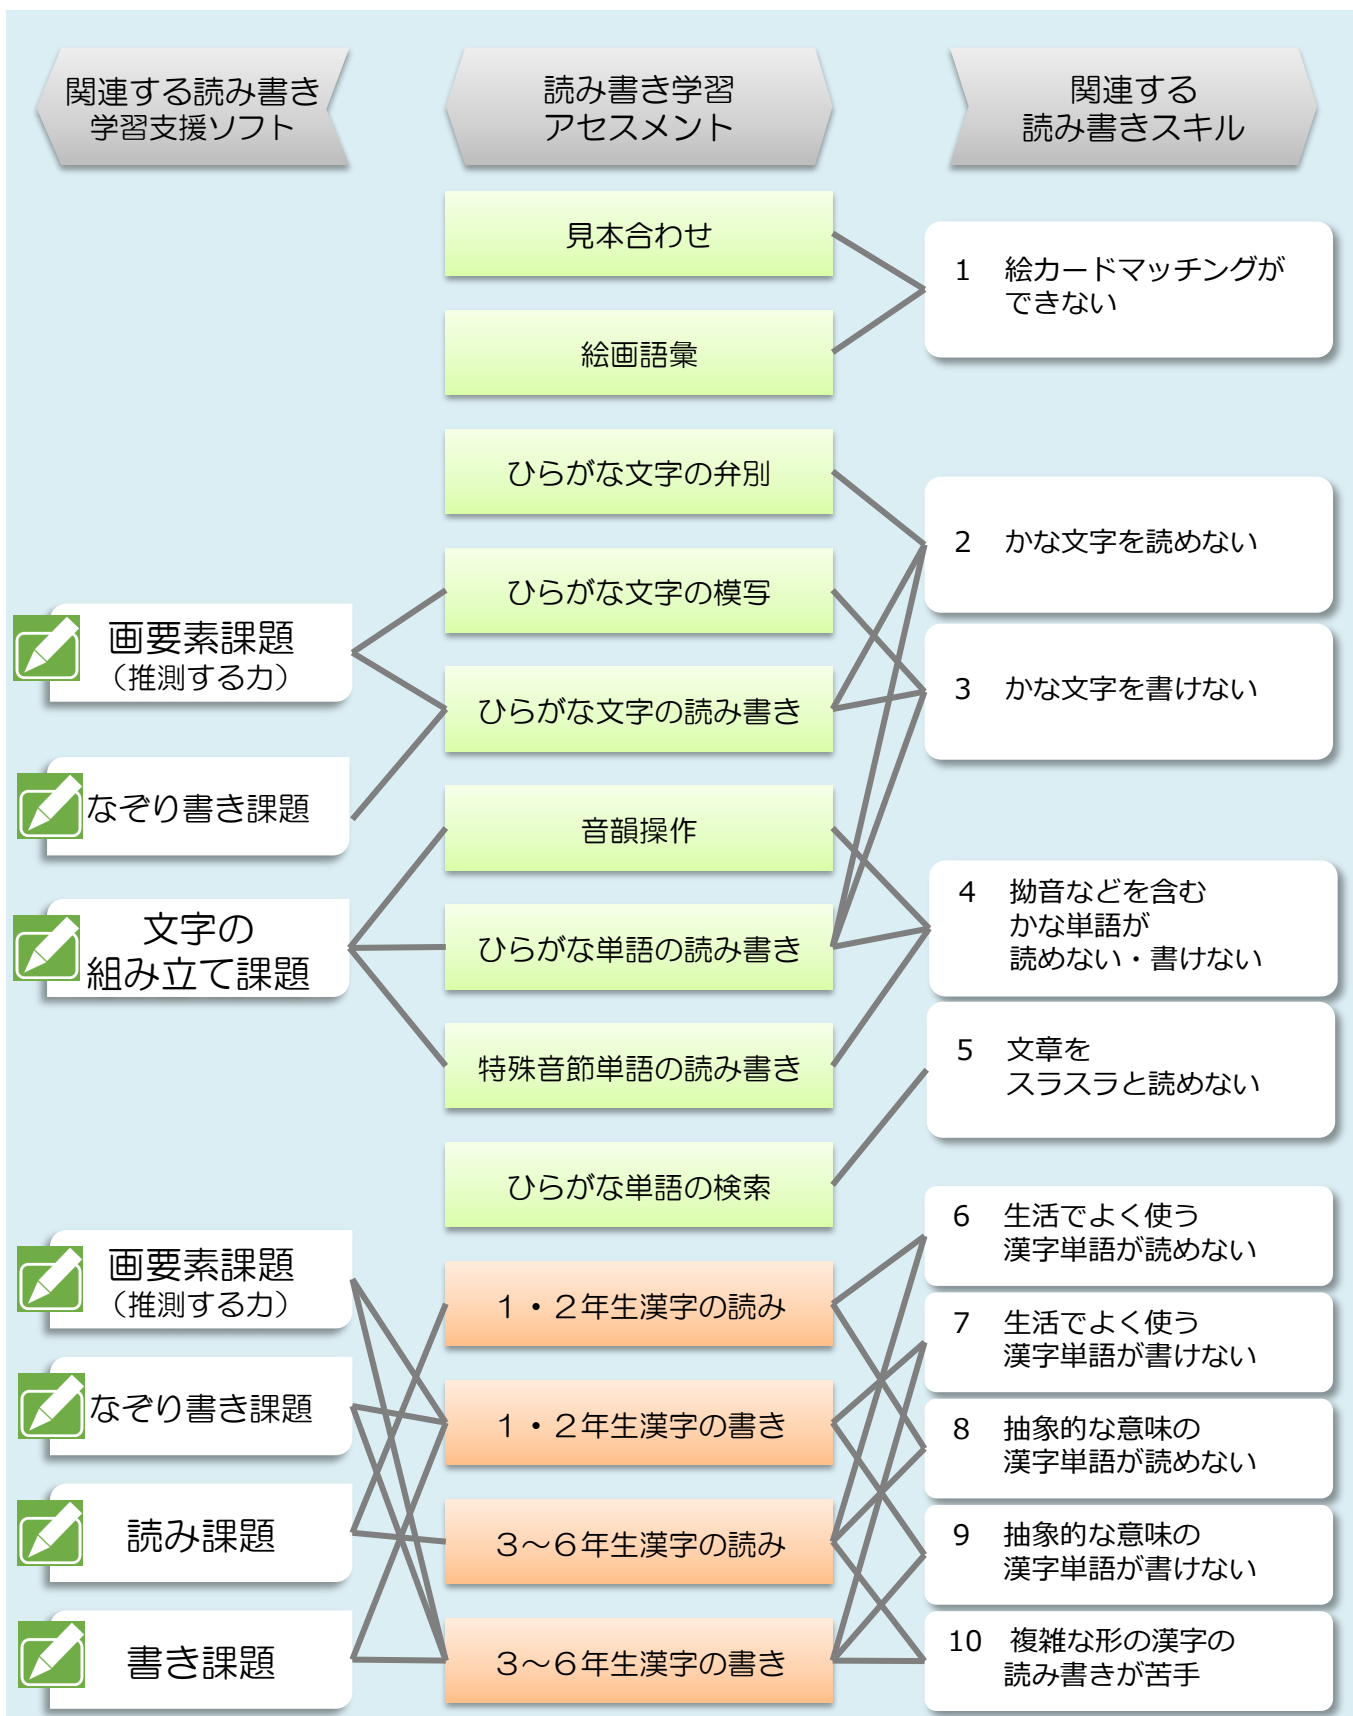 関連する読み書き
学習支援ソフト
読み書き学習
アセスメント
関連する
読み書きスキル
見本合わせ
絵画語彙
ひらがな文字の弁別
ひらがな文字の模写
ひらがな文字の読み書き
音韻操作
ひらがな単語の読み書き
特殊音節単語の読み書き
ひらがな単語の検索
1・2年生漢字の読み
1・2年生漢字の書き
3～6年生漢字の読み
3～6年生漢字の書き
画要素課題
（推測する力）
なぞり書き課題
文字の
組み立て課題
画要素課題
（推測する力）
なぞり書き課題
読み課題
書き課題
1 絵カードマッチングが
できない
2 かな文字を読めない
3 かな文字を書けない
4 拗音などを含む
かな単語が
読めない・書けない
5 文章を
スラスラと読めない
6 生活でよく使う
漢字単語が読めない
7 生活でよく使う
漢字単語が書けない
8 抽象的な意味の
漢字単語が読めない
9 抽象的な意味の
漢字単語が書けない
10 複雑な形の漢字の
読み書きが苦手